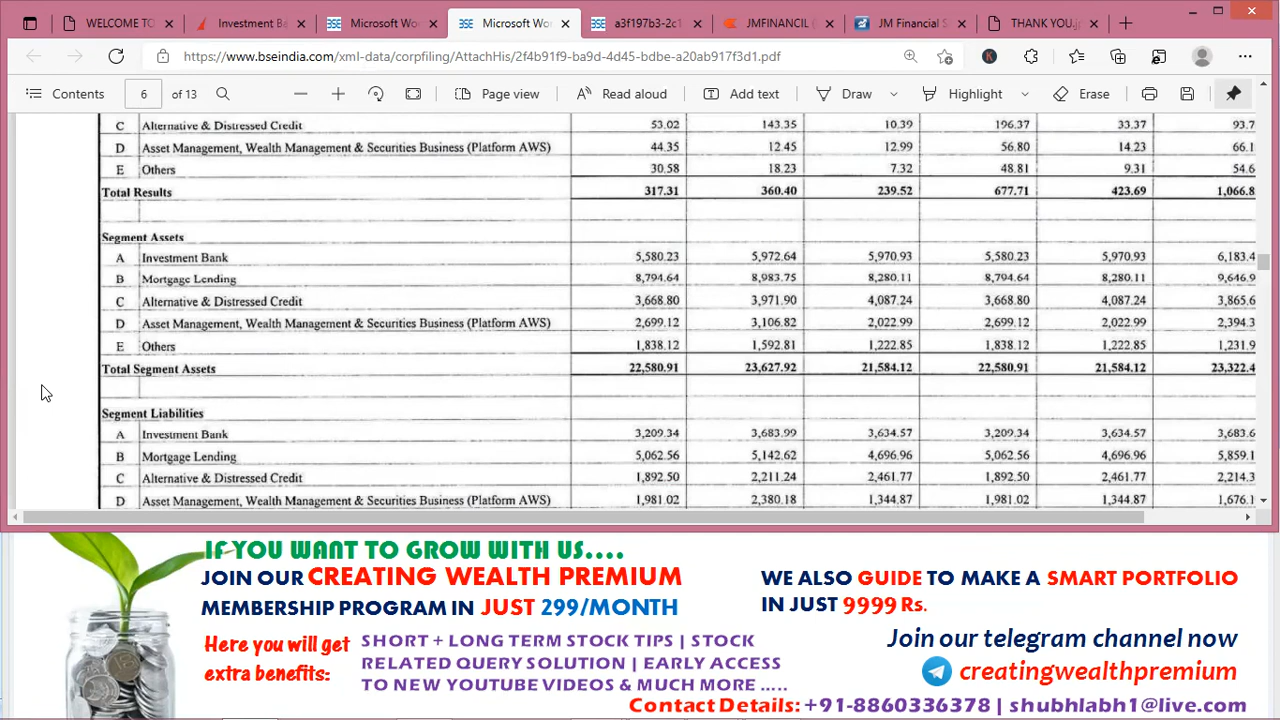 WELCOME TO
Investment Ba
Microsoft Wo
Microsoft Wo
a3f197b3-2c1
JMFINANCIL (
JM Financial S
THANK YOU.j
https://www.bseindia.com/xml-data/corpfiling/AttachHis/2f4b91f9-ba9d-4d45-bdbe-a20ab917f3d1.pdf
Contents 6 of 13 Page view Read aloud Add text Draw Highlight Erase
C Alternative & Distressed Credit 53.02 143.35 10.39 196.37 33.37 93.7
D Asset Management, Wealth Management & Securities Business (Platform AWS) 44.35 12.45 12.99 56.80 14.23 66.1
E Others 30.58 18.23 7.32 48.81 9.31 54.6
Total Results 317.31 360.40 239.52 677.71 423.69 1,066.8
Segment Assets
A Investment Bank 5,580.23 5,972.64 5,970.93 5,580.23 5,970.93 6,183.4
B Mortgage Lending 8,794.64 8,983.75 8,280.11 8,794.64 8,280.11 9,646.9
C Alternative & Distressed Credit 3,668.80 3,971.90 4,087.24 3,668.80 4,087.24 3,865.6
D Asset Management, Wealth Management & Securities Business (Platform AWS) 2,699.12 3,106.82 2,022.99 2,699.12 2,022.99 2,394.3
E Others 1,838.12 1,592.81 1,222.85 1,838.12 1,222.85 1,231.9
Total Segment Assets 22,580.91 23,627.92 21,584.12 22,580.91 21,584.12 23,322.4
Segment Liabilities
A Investment Bank 3,209.34 3,683.99 3,634.57 3,209.34 3,634.57 3,683.6
B Mortgage Lending 5,062.56 5,142.62 4,696.96 5,062.56 4,696.96 5,859.1
C Alternative & Distressed Credit 1,892.50 2,211.24 2,461.77 1,892.50 2,461.77 2,214.3
D Asset Management, Wealth Management & Securities Business (Platform AWS) 1,981.02 2,380.18 1,344.87 1,981.02 1,344.87 1,676.1
IF YOU WANT TO GROW WITH US....
JOIN OUR CREATING WEALTH PREMIUM
MEMBERSHIP PROGRAM IN JUST 299/MONTH
Here you will get
extra benefits:
SHORT + LONG TERM STOCK TIPS | STOCK
RELATED QUERY SOLUTION | EARLY ACCESS
TO NEW YOUTUBE VIDEOS & MUCH MORE .....
WE ALSO GUIDE TO MAKE A SMART PORTFOLIO
IN JUST 9999 Rs.
Join our telegram channel now
creatingwealthpremium
Contact Details: +91-8860336378 | shubhlabh1@live.com